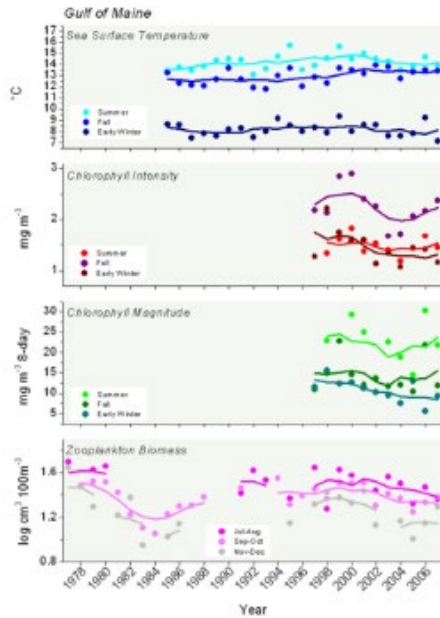 Gulf of Maine
Sea Surface Temperature
17
16
15
14
13
12
11
10
9
8
7
°C
Summer
Fall
Early Winter
Chlorophyll Intensity
3
2
1
mg m-3
Summer
Fall
Early Winter
Chlorophyll Magnitude
30
25
20
15
10
5
mg m-3 8-day
Summer
Fall
Early Winter
Zooplankton Biomass
1.6
1.2
0.8
log cm3 100m-3
Jul-Aug
Sep-Oct
Nov-Dec
1978 1980 1982 1984 1986 1988 1990 1992 1994 1996 1998 2000 2002 2004 2006
Year